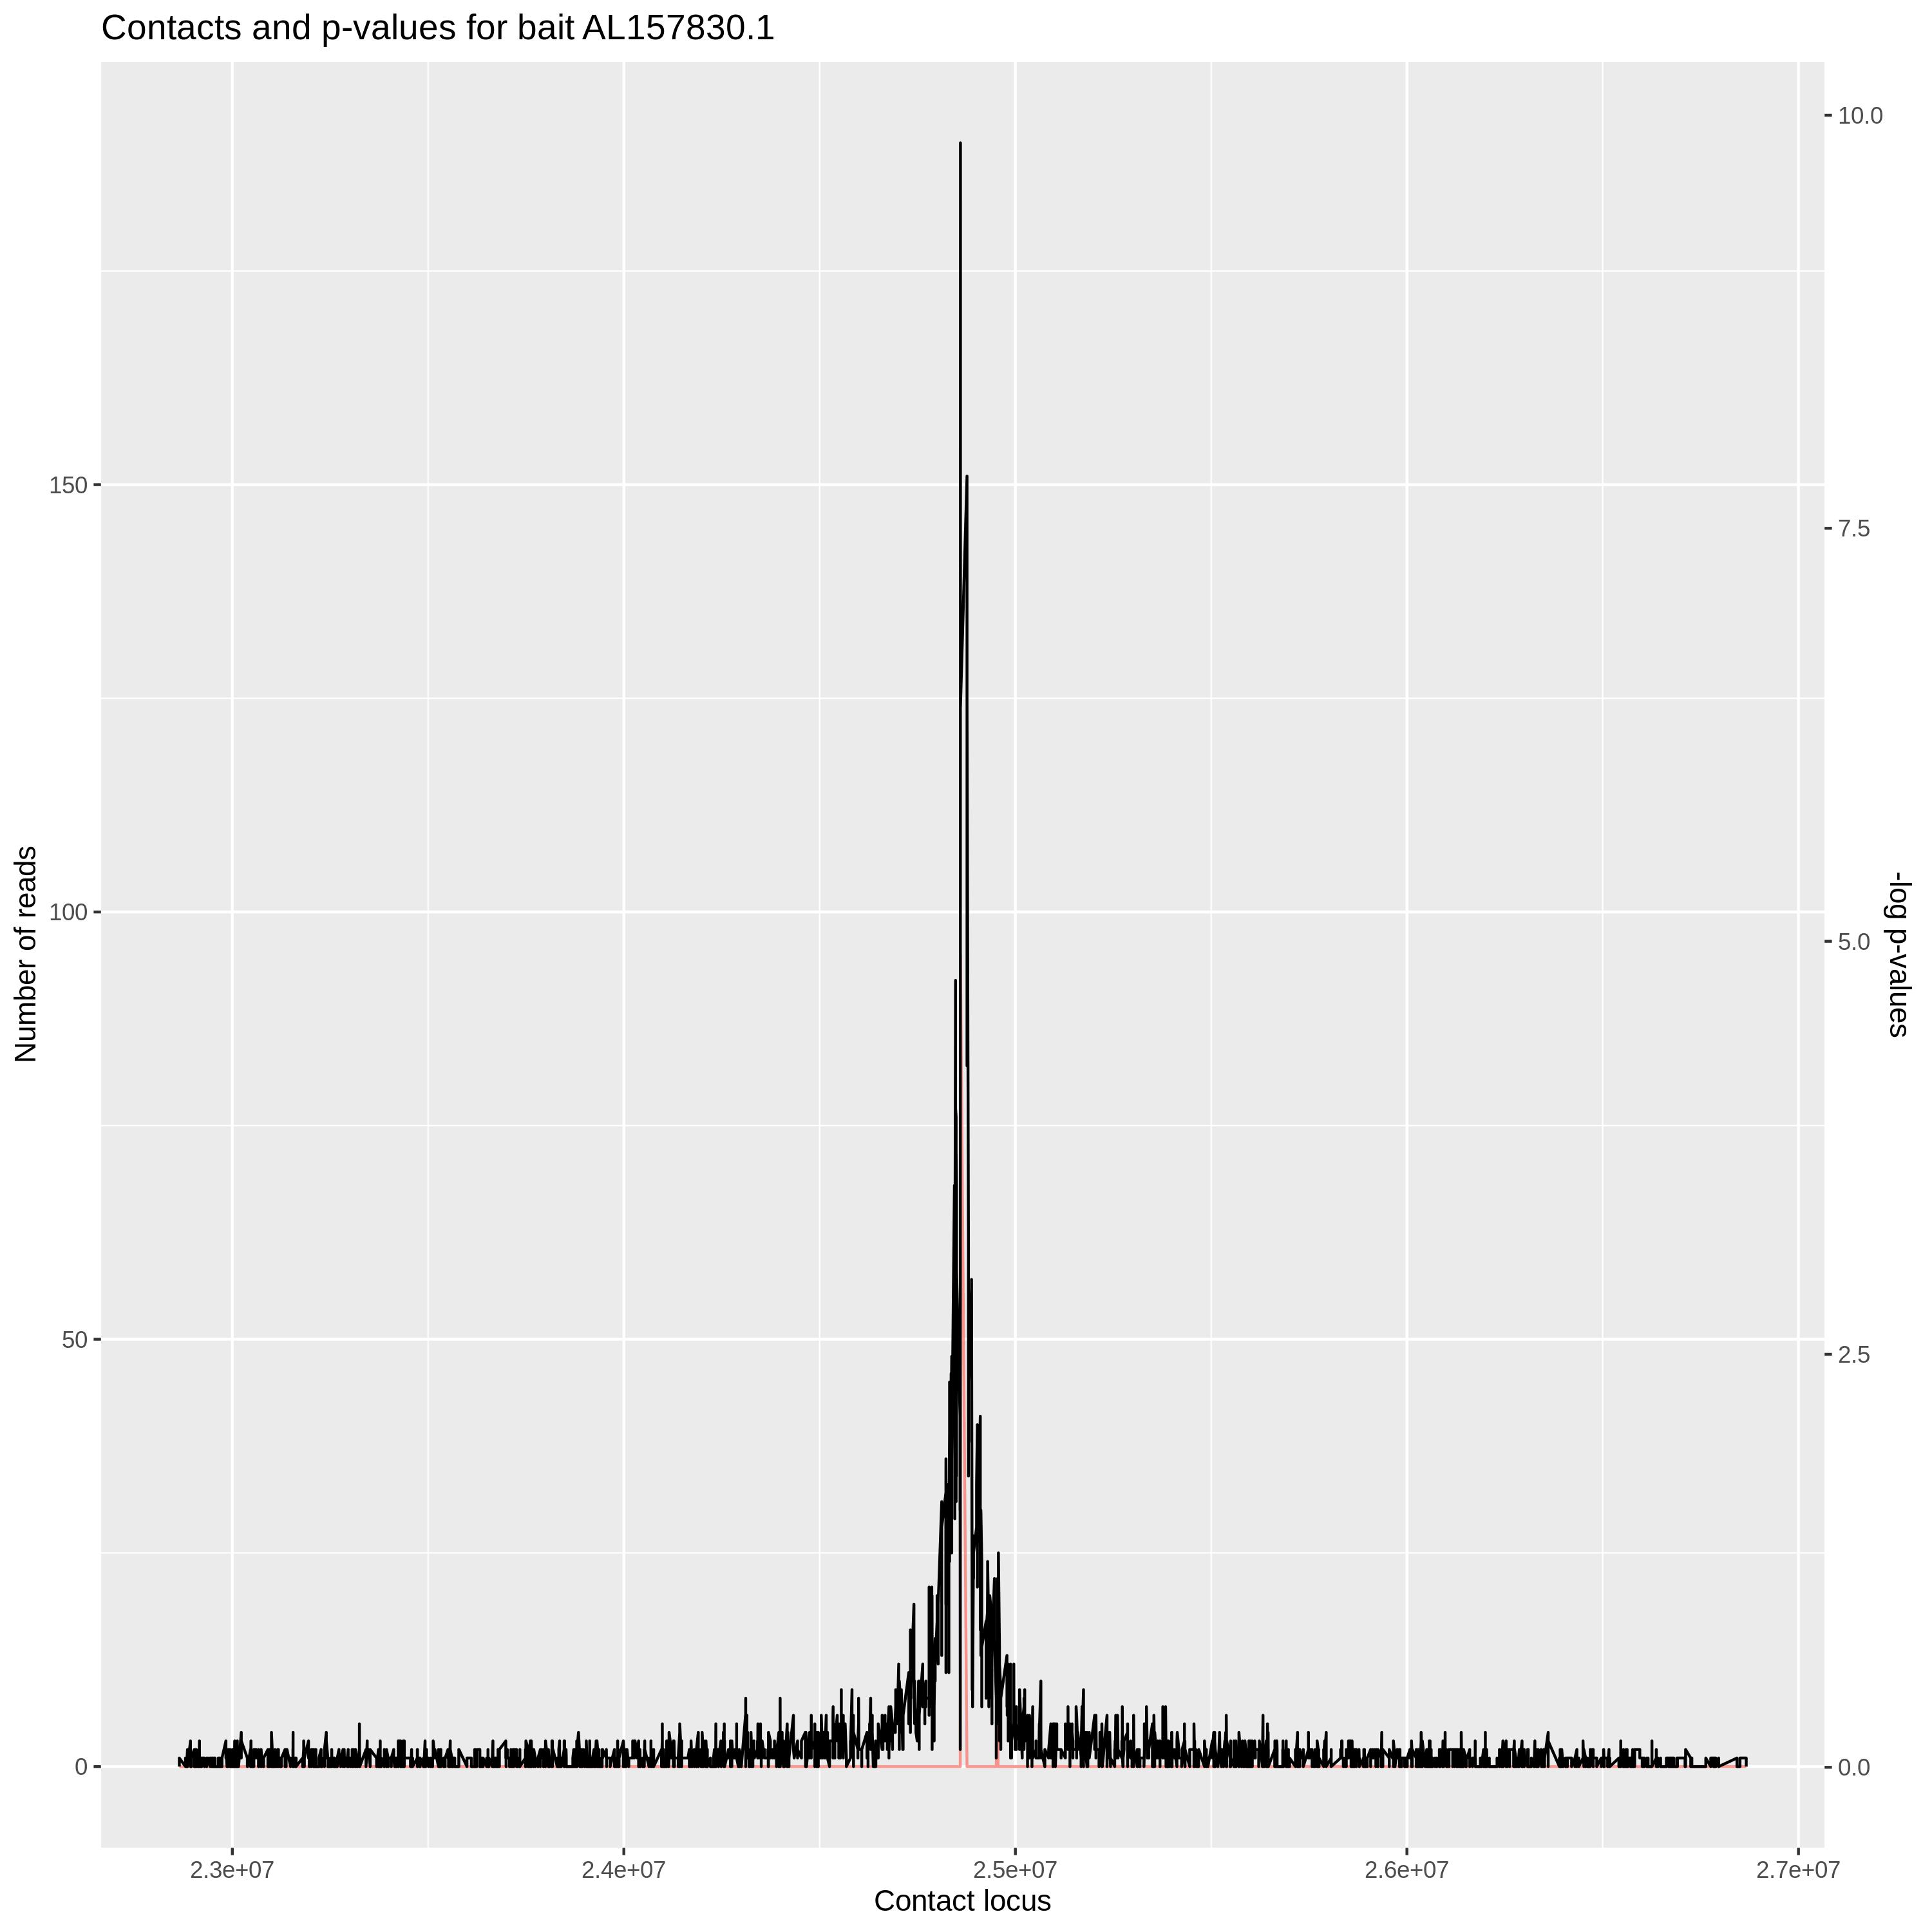 Contacts and p-values for bait AL157830.1
Number of reads
150
100
50
0
10.0
7.5
5.0
2.5
0.0
-log p-values
2.3e+07
2.4e+07
2.5e+07
2.6e+07
2.7e+07
Contact locus